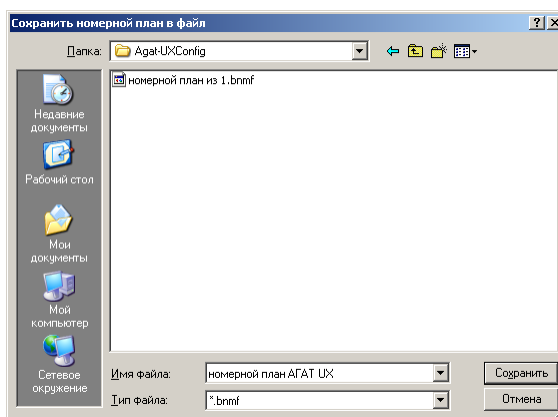 Сохранить номерной план в файл
Папка: Agat-UXConfig
номерной план из 1.bnmf
Недавние
документы
Рабочий стол
Мои
документы
Мой
компьютер
Сетевое
окружение
Имя файла: номерной план АГАТ UX Сохранить
Тип файла: *.bnmf Отмена